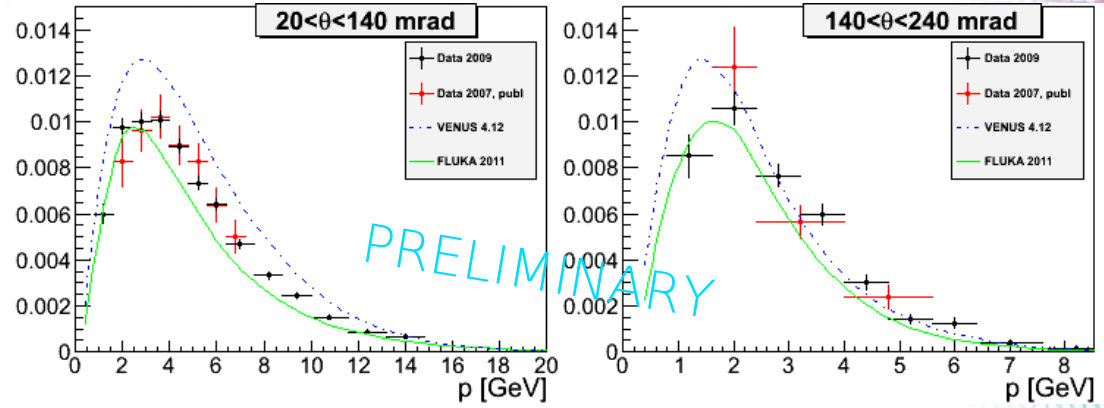 20<θ<140 mrad
0.014
0.012
0.01
0.008
0.006
0.004
0.002
0
Data 2009
Data 2007, publ
VENUS 4.12
FLUKA 2011
0 2 4 6 8 10 12 14 16 18 20
p [GeV]
140<θ<240 mrad
0.014
0.012
0.01
0.008
0.006
0.004
0.002
0
Data 2009
Data 2007, publ
VENUS 4.12
FLUKA 2011
0 1 2 3 4 5 6 7 8
p [GeV]
PRELIMINARY